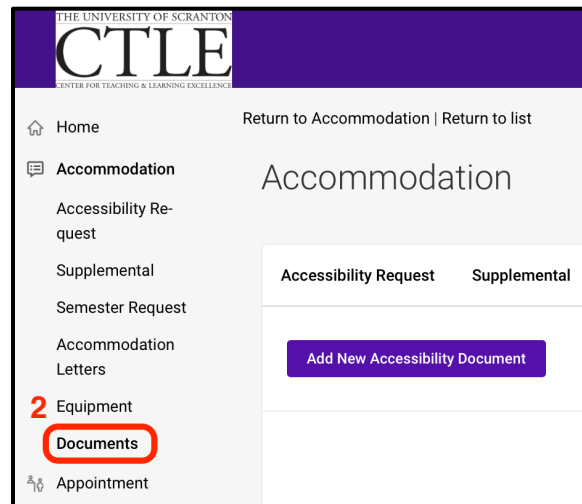 THE UNIVERSITY OF SCRANTON
CTLE
CENTER FOR TEACHING & LEARNING EXCELLENCE
Home
Return to Accommodation | Return to list
Accommodation
Accommodation
Accessibility Re-
quest
Supplemental
Accessibility Request Supplemental
Semester Request
Accommodation
Letters
Add New Accessibility Document
2 Equipment
Documents
Appointment